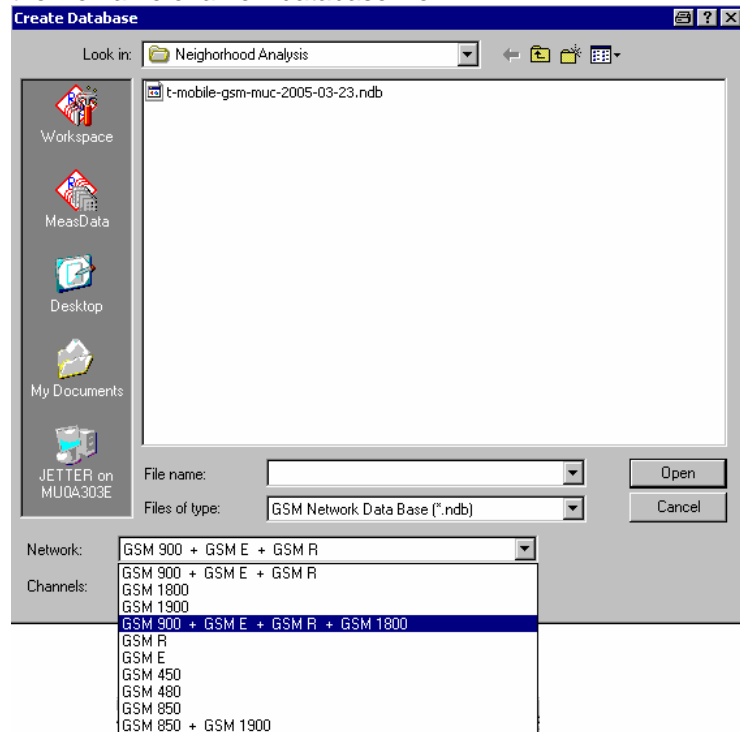 Create Database
Look in: Neighorhood Analysis
t-mobile-gsm-muc-2005-03-23.ndb
Workspace
MeasData
Desktop
My Documents
JETTER on
MU0A303E
File name:
Open
Files of type: GSM Network Data Base (*.ndb)
Cancel
Network: GSM 900 + GSM E + GSM R
Channels:
GSM 900 + GSM E + GSM R
GSM 1800
GSM 1900
GSM 900 + GSM E + GSM R + GSM 1800
GSM R
GSM E
GSM 450
GSM 480
GSM 850
GSM 850 + GSM 1900